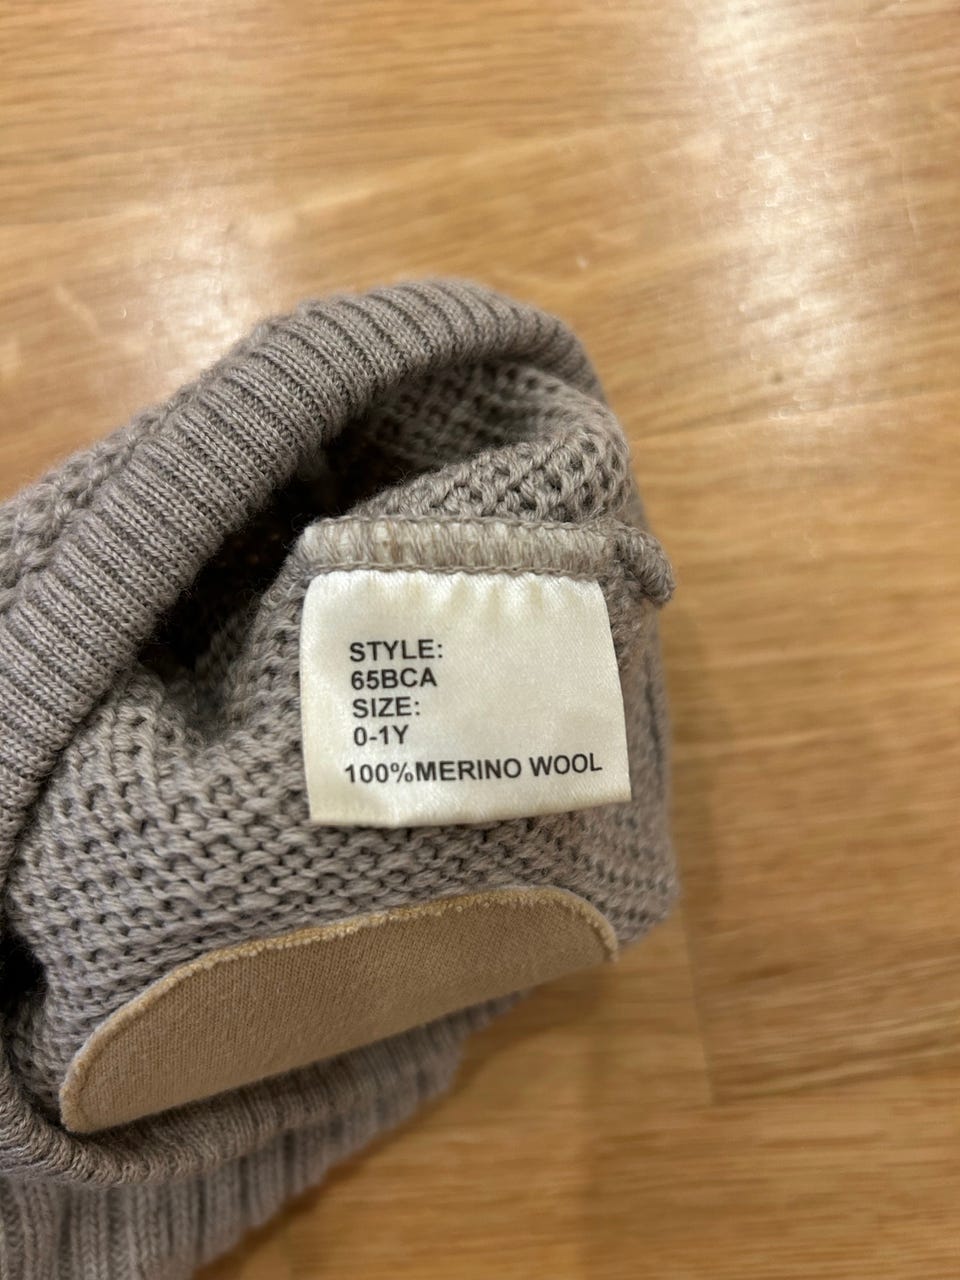 STYLE:
65BCA
SIZE:
0-1Y
100%MERINO WOOL